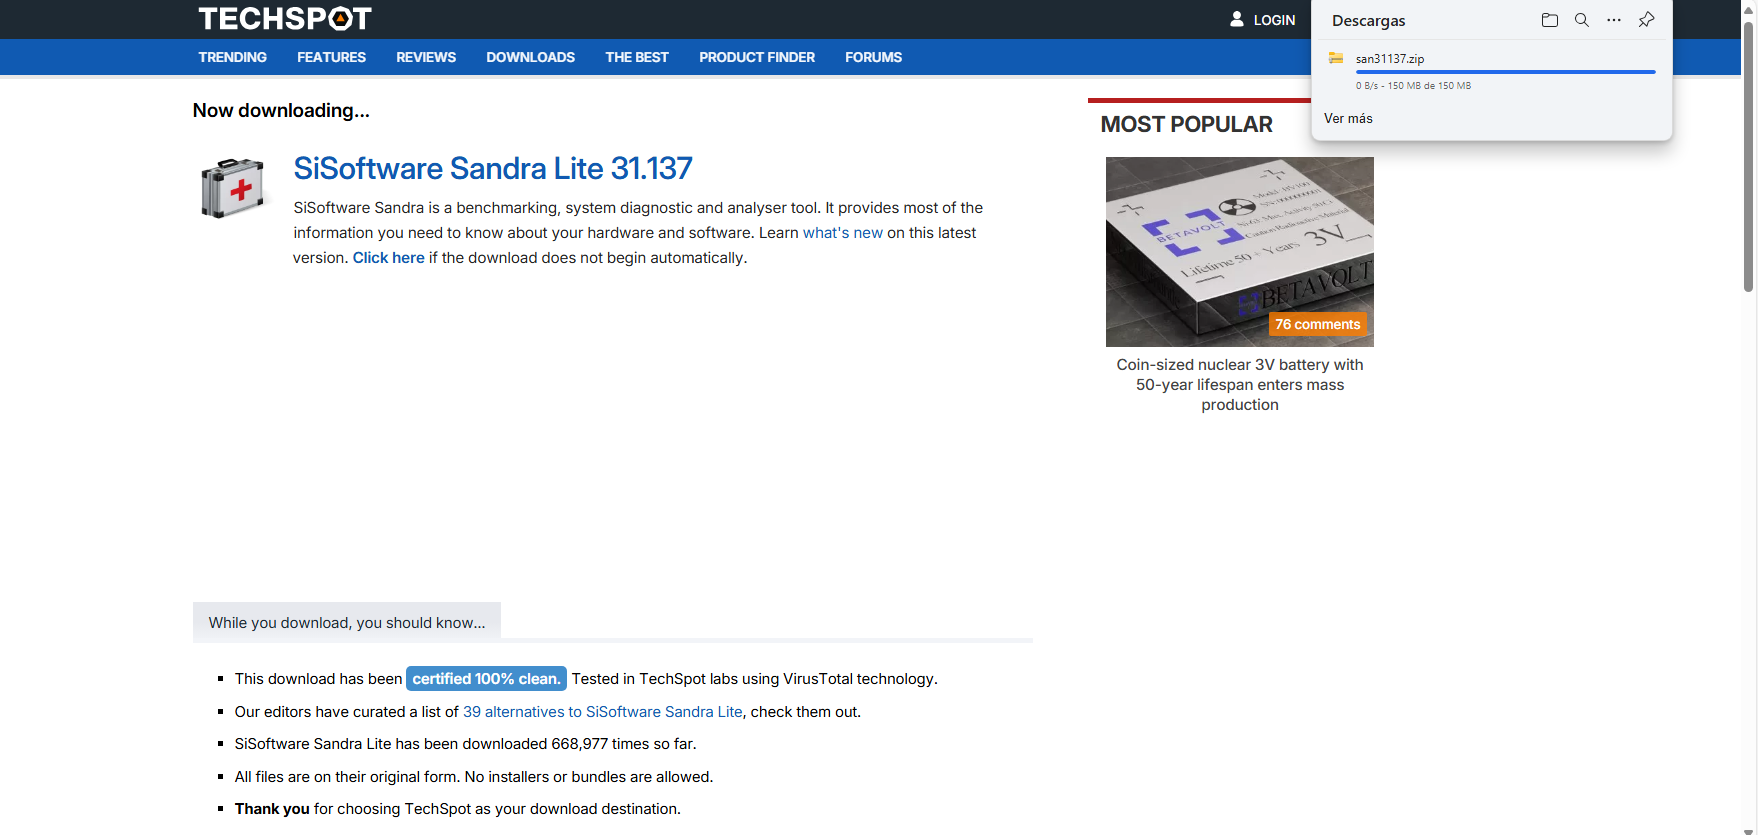 TECHSPOT
LOGIN
TRENDING
FEATURES
REVIEWS
DOWNLOADS
THE BEST
PRODUCT FINDER
FORUMS
Descargas
san31137.zip
0 B/s - 150 MB de 150 MB
Ver más
Now downloading...
SiSoftware Sandra Lite 31.137
SiSoftware Sandra is a benchmarking, system diagnostic and analyser tool. It provides most of the
information you need to know about your hardware and software. Learn what's new on this latest
version. Click here if the download does not begin automatically.
MOST POPULAR
BETAVOLT
Caution Radioactive Material
Lifetime 50+ Years
3V
BETAVOLT
76 comments
Coin-sized nuclear 3V battery with
50-year lifespan enters mass
production
While you download, you should know...
This download has been certified 100% clean. Tested in TechSpot labs using VirusTotal technology.
Our editors have curated a list of 39 alternatives to SiSoftware Sandra Lite, check them out.
SiSoftware Sandra Lite has been downloaded 668,977 times so far.
All files are on their original form. No installers or bundles are allowed.
Thank you for choosing TechSpot as your download destination.